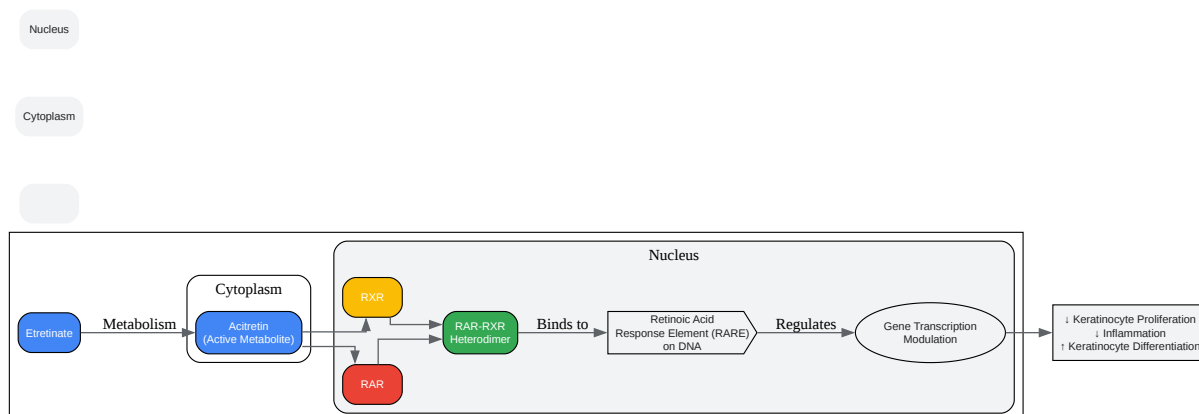 Nucleus
Cytoplasm
Nucleus
Cytoplasm
Etretinate
Metabolism
Acitretin
(Active Metabolite)
RXR
RAR
RAR-RXR
Heterodimer
Binds to
Retinoic Acid
Response Element (RARE)
on DNA
Regulates
Gene Transcription
Modulation
↓ Keratinocyte Proliferation
↓ Inflammation
↑ Keratinocyte Differentiation